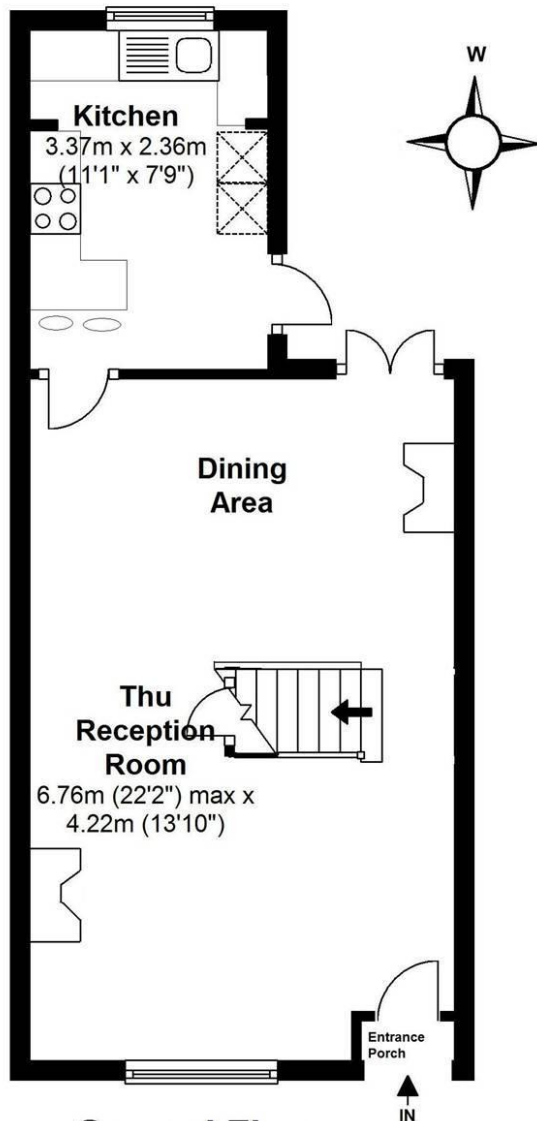 W
Kitchen
3.37m x 2.36m
(11'1" x 7'9")
Dining
Area
Thu
Reception
Room
6.76m (22'2") max x
4.22m (13'10")
Entrance
Porch
IN